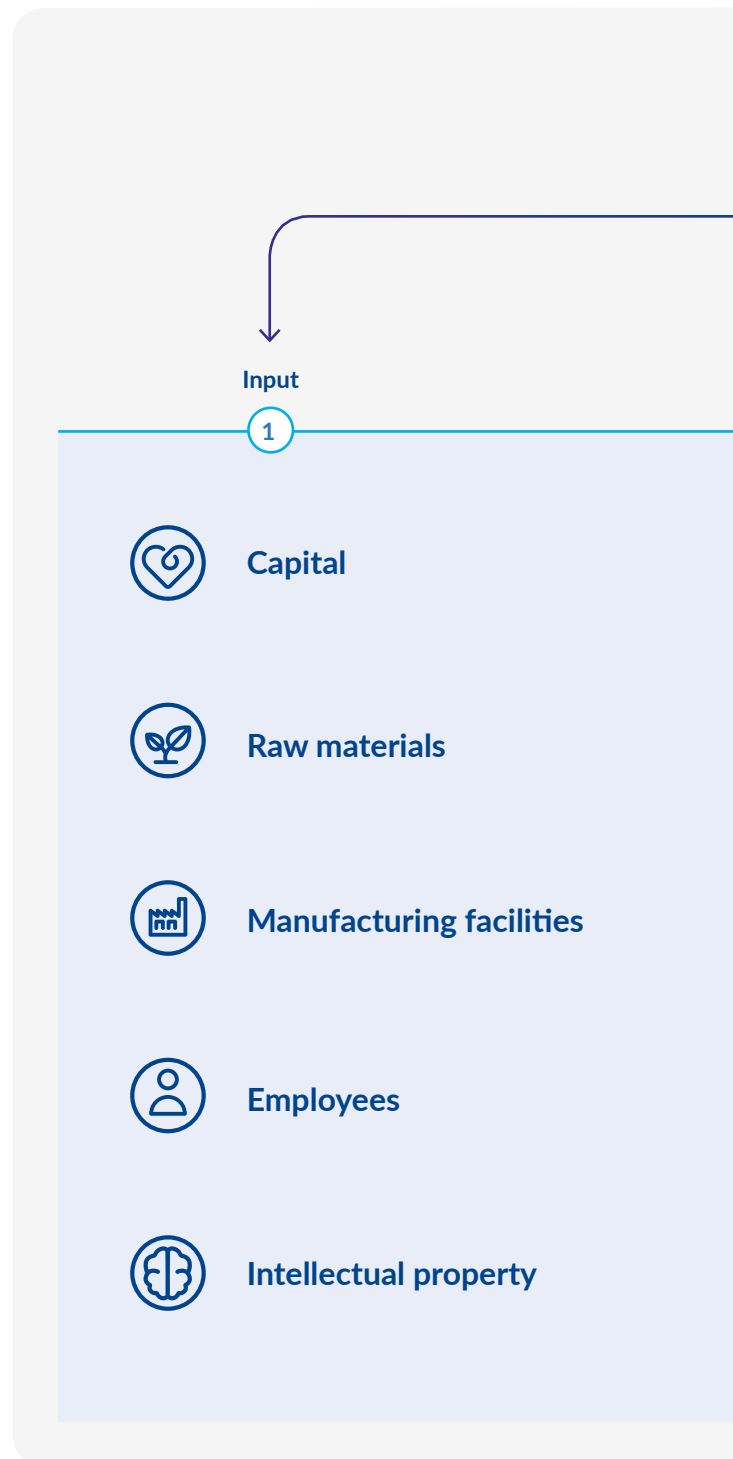 Input
1
Capital
Raw materials
Manufacturing facilities
Employees
Intellectual property